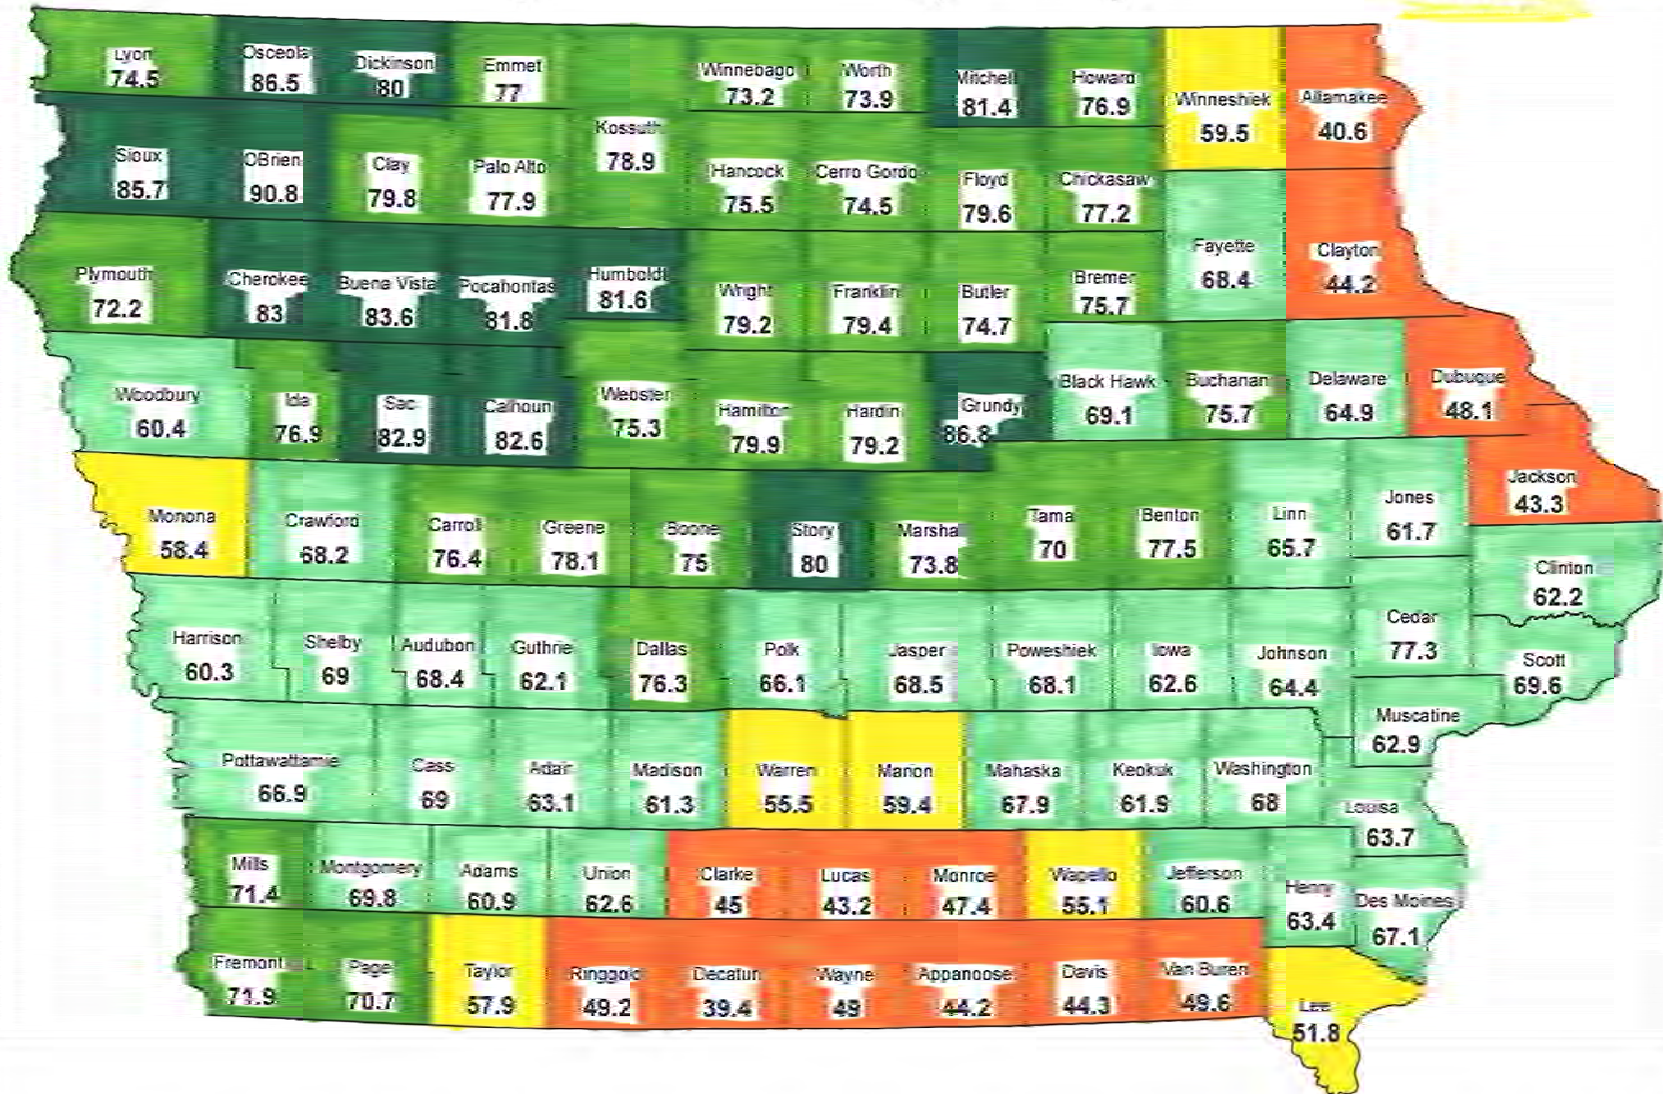 Lyon
74.5
Osceola
86.5
Dickinson
80
Emmet
77
Kossuth
78.9
Winnebago
73.2
Worth
73.9
Mitchell
81.4
Howard
76.9
Winneshiek
59.5
Allamakee
40.6
Sioux
85.7
OBrien
90.8
Clay
79.8
Palo Alto
77.9
Hancock
75.5
Cerro Gordo
74.5
Floyd
79.6
Chickasaw
77.2
Fayette
68.4
Clayton
44.2
Plymouth
72.2
Cherokee
83
Buena Vista
83.6
Pocahontas
81.8
Humboldt
81.6
Wright
79.2
Franklin
79.4
Butler
74.7
Bremer
75.7
Woodbury
60.4
Ida
76.9
Sac
82.9
Calhoun
82.6
Webster
75.3
Hamilton
79.9
Hardin
79.2
Grundy
86.8
Black Hawk
69.1
Buchanan
75.7
Delaware
64.9
Dubuque
48.1
Jackson
43.3
Monona
58.4
Crawford
68.2
Carroll
76.4
Greene
78.1
Boone
75
Story
80
Marsha
73.8
Tama
70
Benton
77.5
Linn
65.7
Jones
61.7
Clinton
62.2
Harrison
60.3
Shelby
69
Audubon
68.4
Guthrie
62.1
Dallas
76.3
Polk
66.1
Jasper
68.5
Poweshiek
68.1
Iowa
62.6
Johnson
64.4
Cedar
77.3
Scott
69.6
Muscatine
62.9
Pottawattamie
66.9
Cass
69
Adair
63.1
Madison
61.3
Warren
55.5
Marion
59.4
Mahaska
67.9
Keokuk
61.9
Washington
68
Louisa
63.7
Mills
71.4
Montgomery
69.8
Adams
60.9
Union
62.6
Clarke
45
Lucas
43.2
Monroe
47.4
Wapello
55.1
Jefferson
60.6
Henry
63.4
Des Moines
67.1
Fremont
71.9
Page
70.7
Taylor
57.9
Ringgold
49.2
Decatur
39.4
Wayne
49
Appanoose
44.2
Davis
44.3
Van Buren
49.6
Lee
51.8